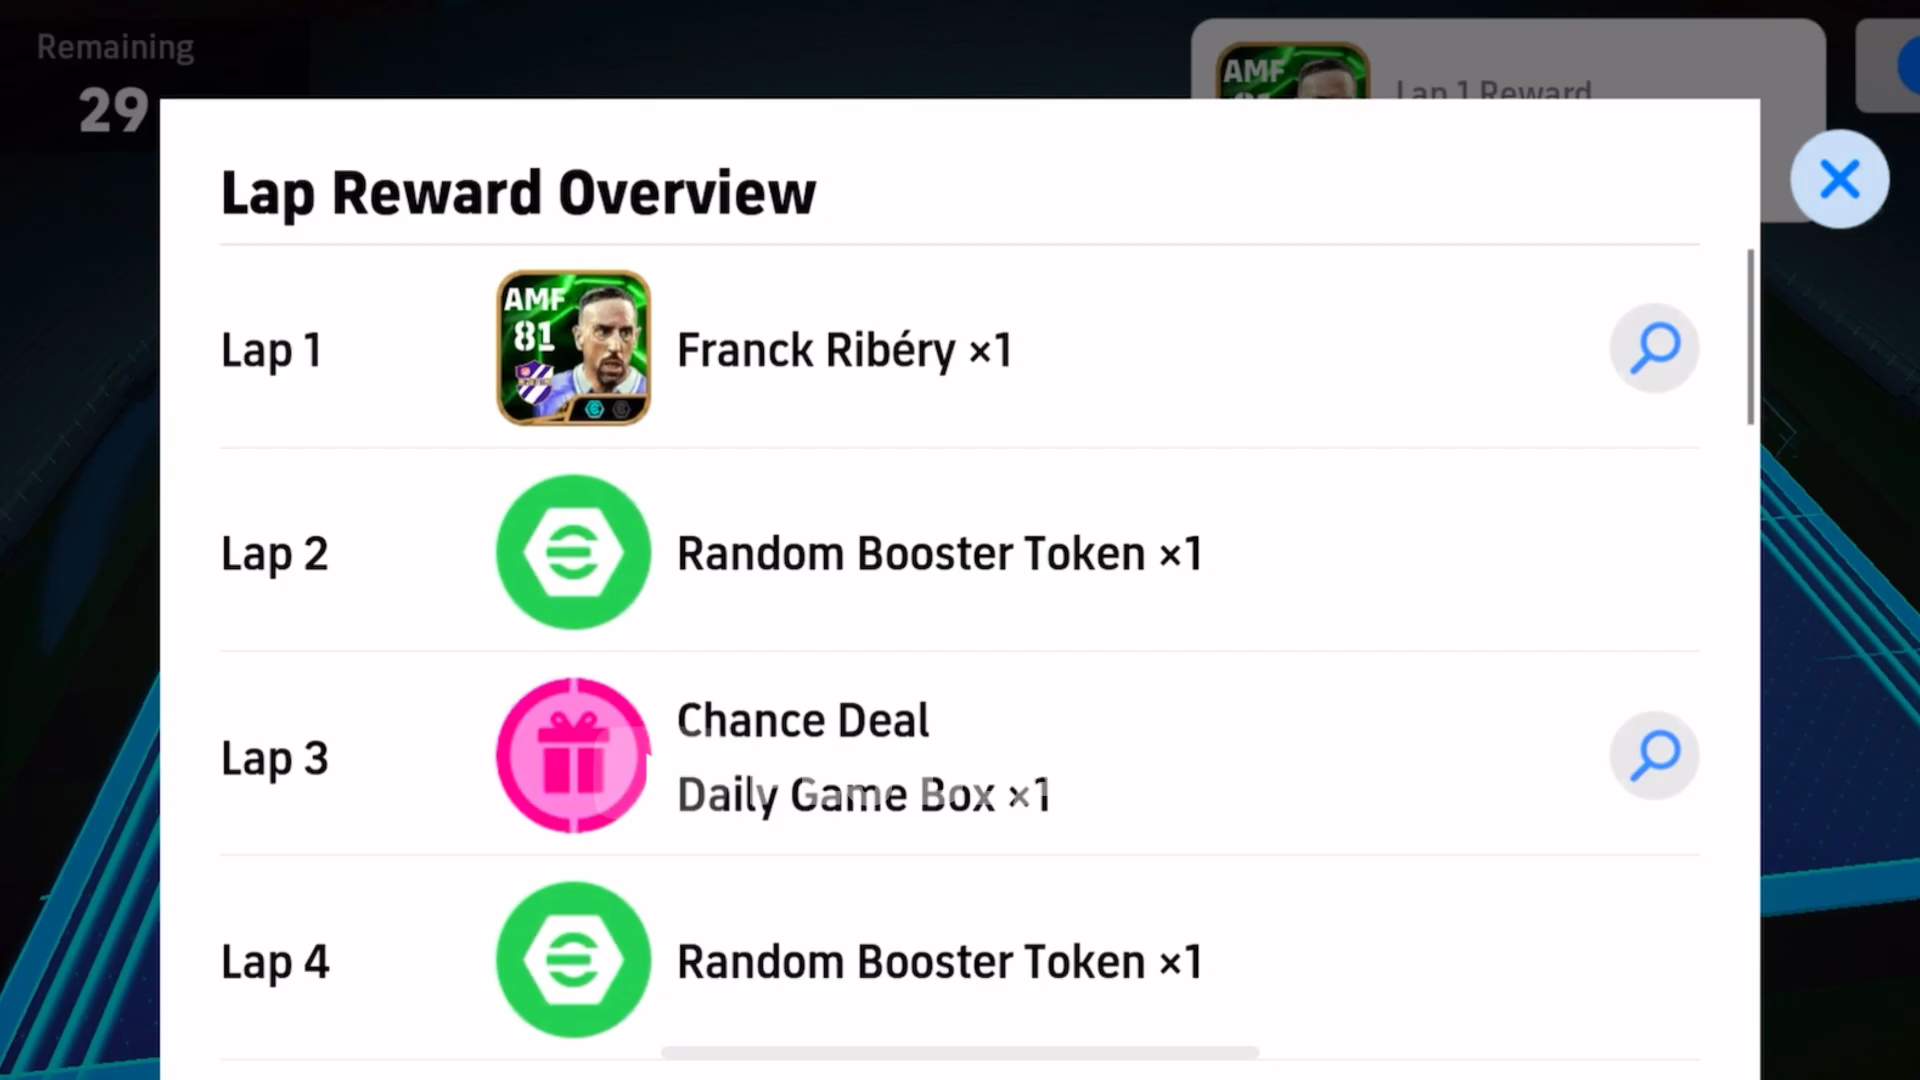 Remaining
29
AMF
Lap 1 Reward
Lap Reward Overview
Lap 1
AMF
81
Franck Ribéry ×1
Lap 2
Random Booster Token ×1
Lap 3
Chance Deal
Daily Game Box ×1
Lap 4
Random Booster Token ×1